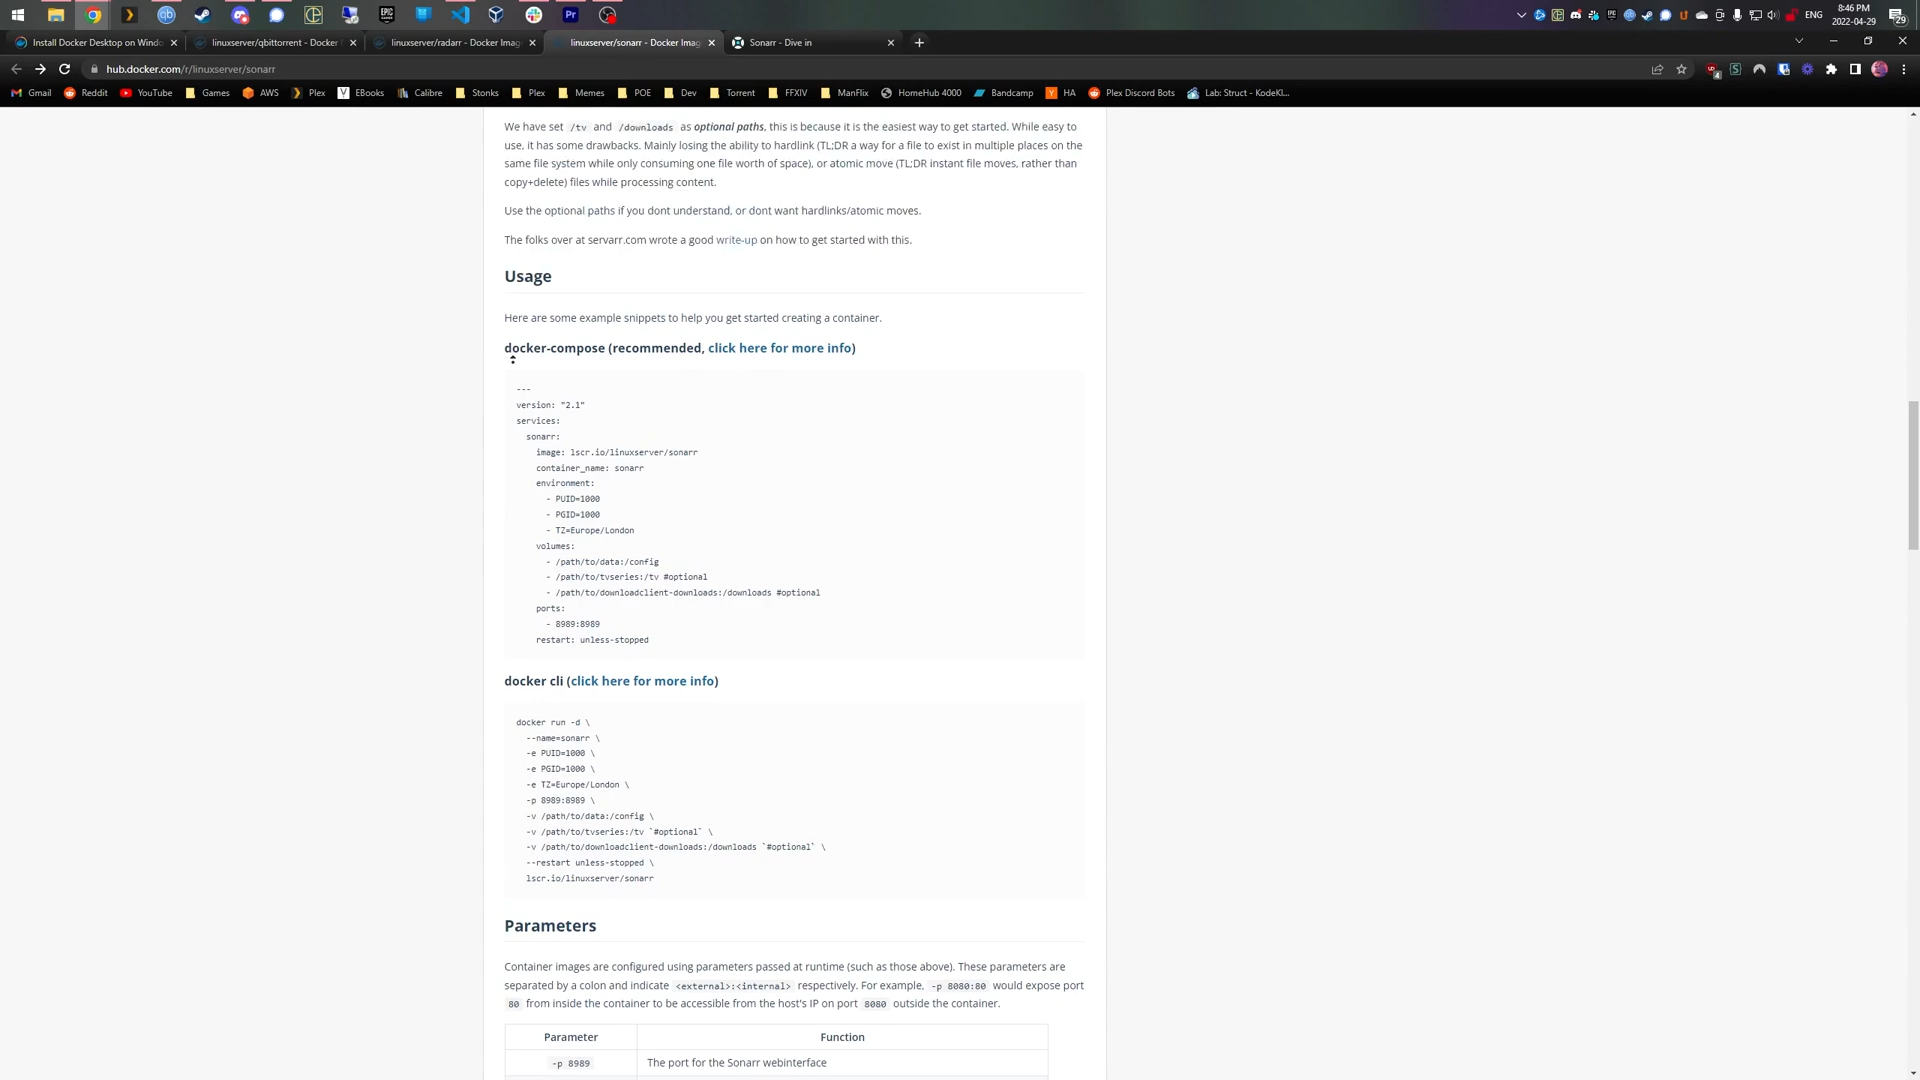 ENG
8:46 PM
2022-04-29
29
Install Docker Desktop on Windo
linuxserver/qbittorrent - Docker
linuxserver/radarr - Docker Imag
linuxserver/sonarr - Docker Imag
Sonarr - Dive in
hub.docker.com/r/linuxserver/sonarr
Gmail
Reddit
YouTube
Games
AWS
Plex
EBooks
Calibre
Stonks
Plex
Memes
POE
Dev
Torrent
FFXIV
ManFlix
HomeHub 4000
Bandcamp
HA
Plex Discord Bots
Lab: Struct - KodeKl...
We have set /tv and /downloads as optional paths, this is because it is the easiest way to get started. While easy to
use, it has some drawbacks. Mainly losing the ability to hardlink (TL;DR a way for a file to exist in multiple places on the
same file system while only consuming one file worth of space), or atomic move (TL;DR instant file moves, rather than
copy+delete) files while processing content.
Use the optional paths if you dont understand, or dont want hardlinks/atomic moves.
The folks over at servarr.com wrote a good write-up on how to get started with this.
Usage
Here are some example snippets to help you get started creating a container.
docker-compose (recommended, click here for more info)
---
version: "2.1"
services:
  sonarr:
    image: lscr.io/linuxserver/sonarr
    container_name: sonarr
    environment:
      - PUID=1000
      - PGID=1000
      - TZ=Europe/London
    volumes:
      - /path/to/data:/config
      - /path/to/tvseries:/tv #optional
      - /path/to/downloadclient-downloads:/downloads #optional
    ports:
      - 8989:8989
    restart: unless-stopped
docker cli (click here for more info)
docker run -d \
  --name=sonarr \
  -e PUID=1000 \
  -e PGID=1000 \
  -e TZ=Europe/London \
  -p 8989:8989 \
  -v /path/to/data:/config \
  -v /path/to/tvseries:/tv `#optional` \
  -v /path/to/downloadclient-downloads:/downloads `#optional` \
  --restart unless-stopped \
  lscr.io/linuxserver/sonarr
Parameters
Container images are configured using parameters passed at runtime (such as those above). These parameters are
separated by a colon and indicate <external>:<internal> respectively. For example, -p 8080:80 would expose port
80 from inside the container to be accessible from the host's IP on port 8080 outside the container.
Parameter
Function
-p 8989
The port for the Sonarr webinterface